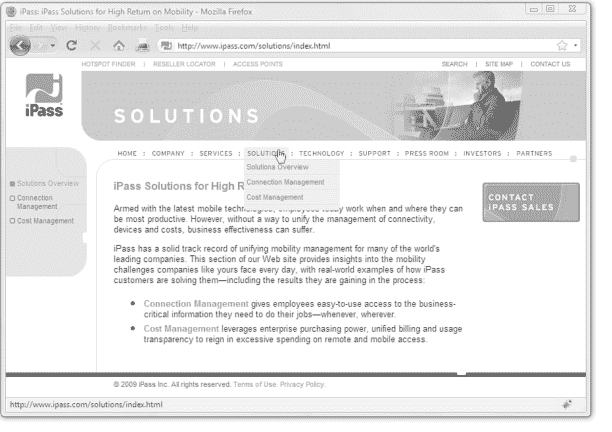 iPass: iPass Solutions for High Return on Mobility - Mozilla Firefox
File Edit View History Bookmarks Tools Help
http://www.ipass.com/solutions/index.html
HOTSPOT FINDER | RESELLER LOCATOR | ACCESS POINTS SEARCH | SITE MAP | CONTACT US
iPass
SOLUTIONS
HOME : COMPANY : SERVICES : SOLUTIONS : TECHNOLOGY : SUPPORT : PRESS ROOM : INVESTORS : PARTNERS
Solutions Overview
Connection Management
Cost Management
Solutions Overview
Connection
Management
Cost Management
iPass Solutions for High R
CONTACT
iPASS SALES
Armed with the latest mobile technologies, employees today work when and where they can
be most productive. However, without a way to unify the management of connectivity,
devices and costs, business effectiveness can suffer.
iPass has a solid track record of unifying mobility management for many of the world's
leading companies. This section of our Web site provides insights into the mobility
challenges companies like yours face every day, with real-world examples of how iPass
customers are solving them—including the results they are gaining in the process:
• Connection Management gives employees easy-to-use access to the business-
critical information they need to do their jobs—whenever, wherever.
• Cost Management leverages enterprise purchasing power, unified billing and usage
transparency to reign in excessive spending on remote and mobile access.
© 2009 iPass Inc. All rights reserved. Terms of Use. Privacy Policy.
http://www.ipass.com/solutions/index.html